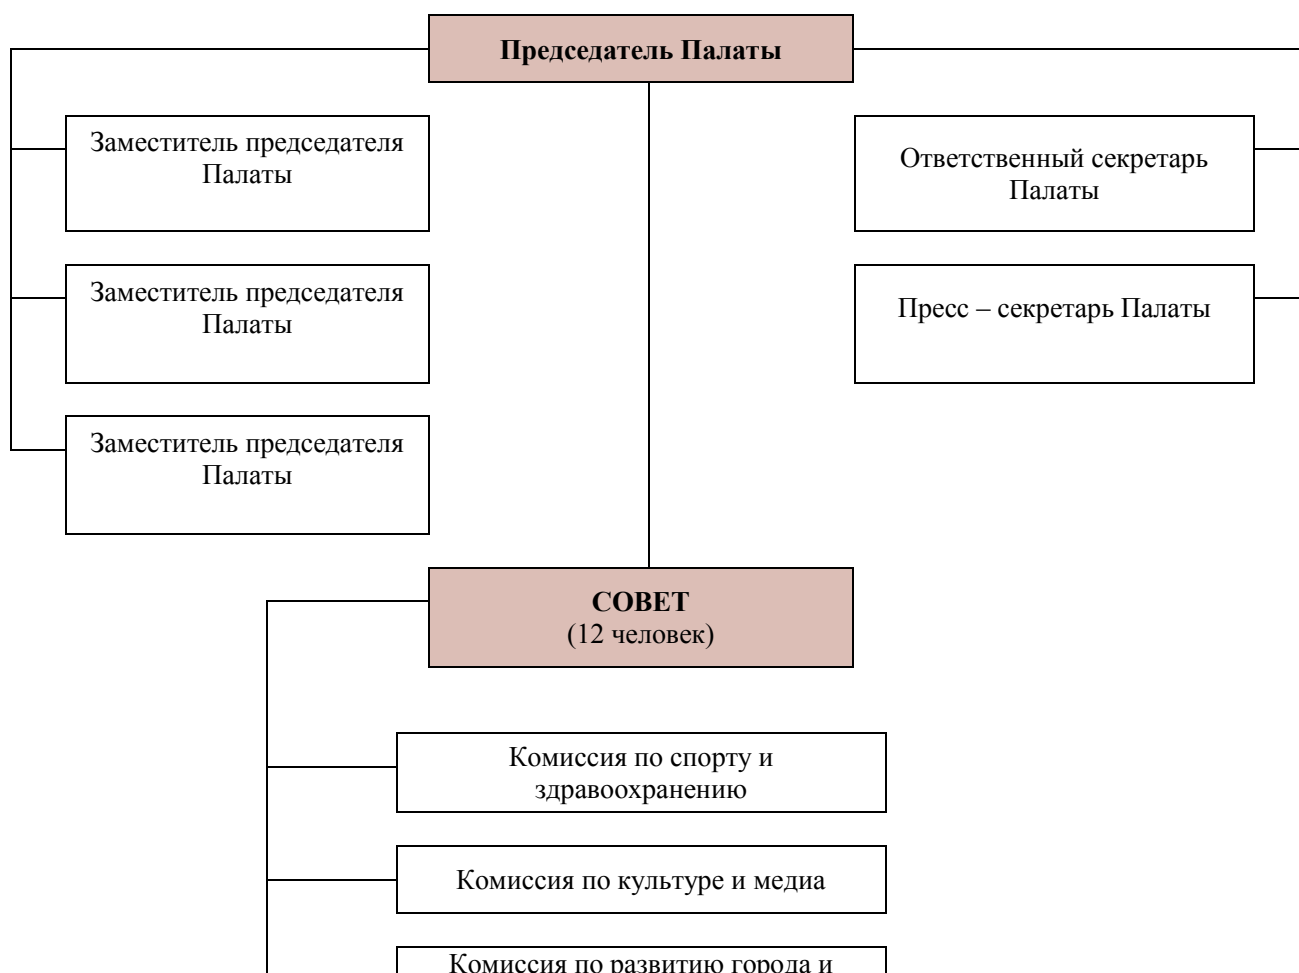 Председатель Палаты
Заместитель председателя
Палаты
Ответственный секретарь
Палаты
Заместитель председателя
Палаты
Пресс – секретарь Палаты
Заместитель председателя
Палаты
СОВЕТ
(12 человек)
Комиссия по спорту и
здравоохранению
Комиссия по культуре и медиа
Комиссия по развитию города и